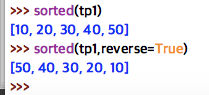 >>> sorted(tp1)
[10, 20, 30, 40, 50]
>>> sorted(tp1,reverse=True)
[50, 40, 30, 20, 10]
>>>